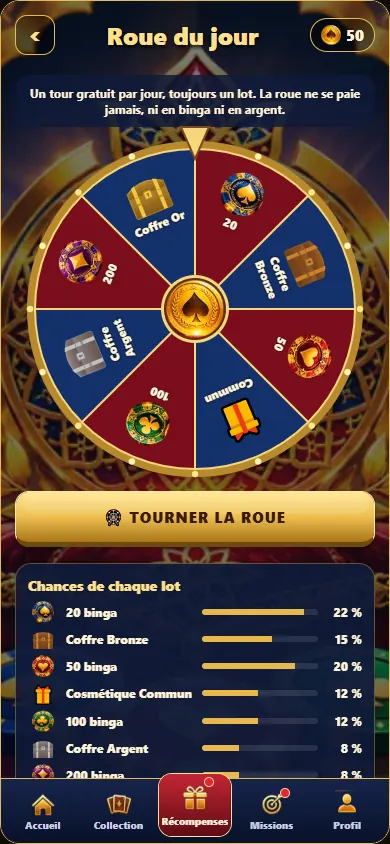 Roue du jour
50
Un tour gratuit par jour, toujours un lot. La roue ne se paie
jamais, ni en binga ni en argent.
Coffre Or
20
Coffre
Bronze
50
Commun
100
Coffre
Argent
200
TOURNER LA ROUE
Chances de chaque lot
20 binga 22 %
Coffre Bronze 15 %
50 binga 20 %
Cosmétique Commun 12 %
100 binga 12 %
Coffre Argent 8 %
200 binga 8 %
Accueil
Collection
Récompenses
Missions
Profil